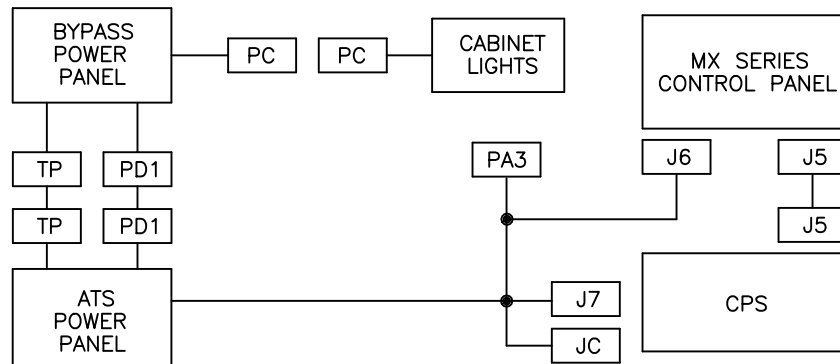 BYPASS
POWER
PANEL
PC
PC
CABINET
LIGHTS
MX SERIES
CONTROL PANEL
TP
PD1
PA3
J6
J5
TP
PD1
J5
ATS
POWER
PANEL
J7
JC
CPS